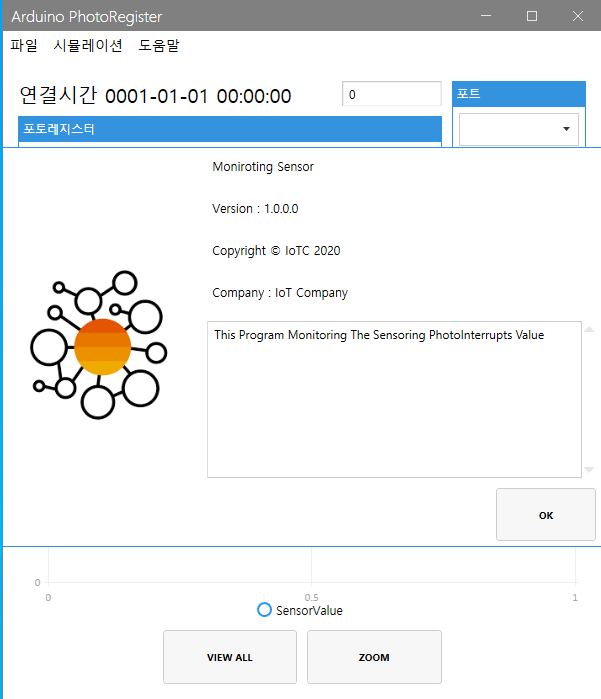 Arduino PhotoRegister
파일 시뮬레이션 도움말
연결시간 0001-01-01 00:00:00
0
포트
포토레지스터
Moniroting Sensor
Version : 1.0.0.0
Copyright © IoTC 2020
Company : IoT Company
This Program Monitoring The Sensoring PhotoInterrupts Value
OK
0
0 0.5 1
SensorValue
VIEW ALL ZOOM